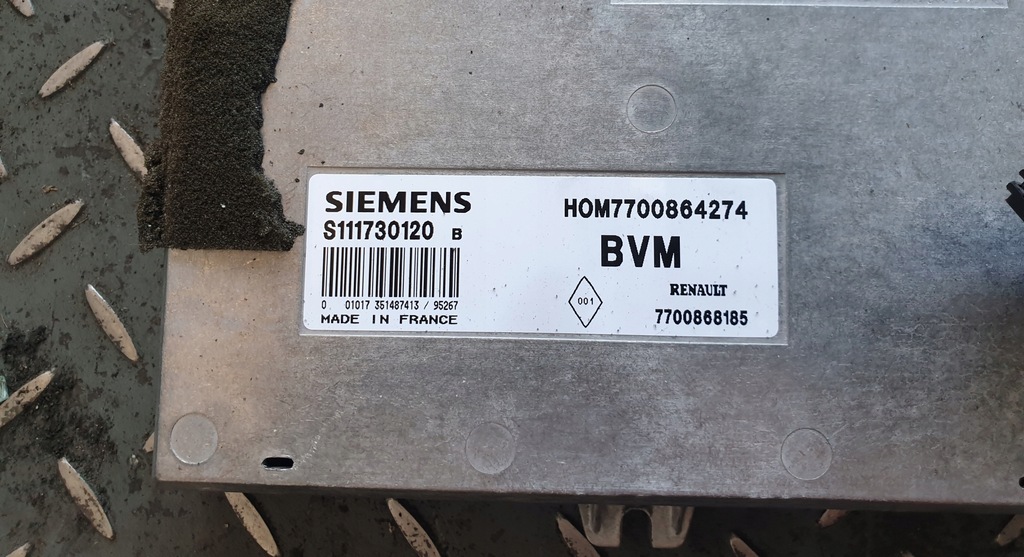 SIEMENS
S111730120 B
0 01017 351487413 / 95267
MADE IN FRANCE
HOM7700864274
BVM
001
RENAULT
7700868185